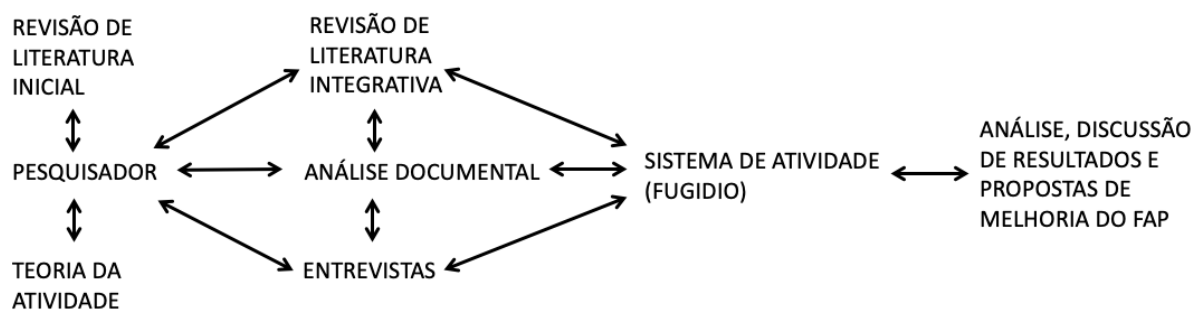 REVISÃO DE
LITERATURA
INICIAL
REVISÃO DE
LITERATURA
INTEGRATIVA
PESQUISADOR
ANÁLISE DOCUMENTAL
SISTEMA DE ATIVIDADE
(FUGIDIO)
ANÁLISE, DISCUSSÃO
DE RESULTADOS E
PROPOSTAS DE
MELHORIA DO FAP
TEORIA DA
ATIVIDADE
ENTREVISTAS